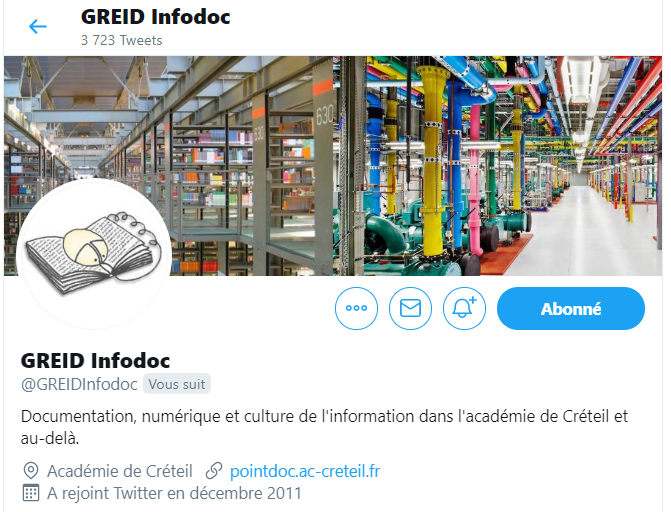 GREID Infodoc
3 723 Tweets
630
630
Abonné
GREID Infodoc
@GREIDInfodoc Vous suit
Documentation, numérique et culture de l'information dans l'académie de Créteil et
au-delà.
Académie de Créteil pointdoc.ac-creteil.fr
A rejoint Twitter en décembre 2011